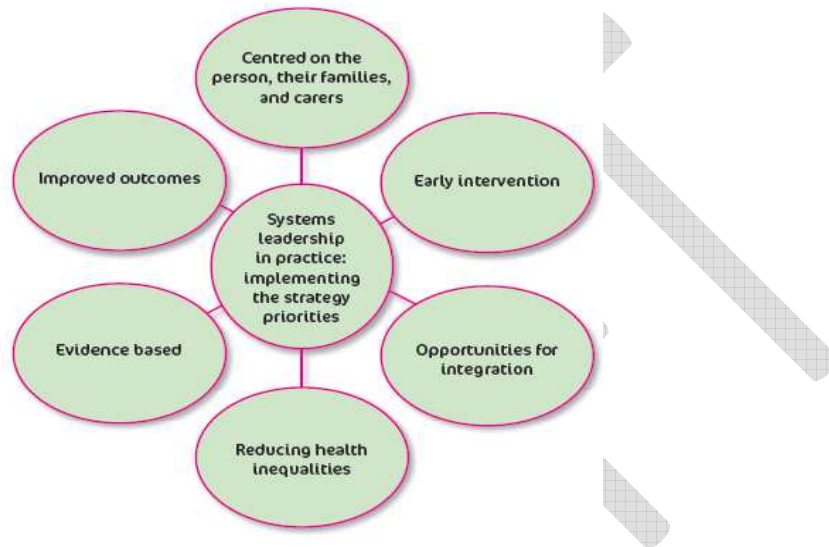 Centred on the
person, their families,
and carers
Early intervention
Opportunities for
integration
Reducing health
inequalities
Evidence based
Improved outcomes
Systems
leadership
in practice:
implementing
the strategy
priorities